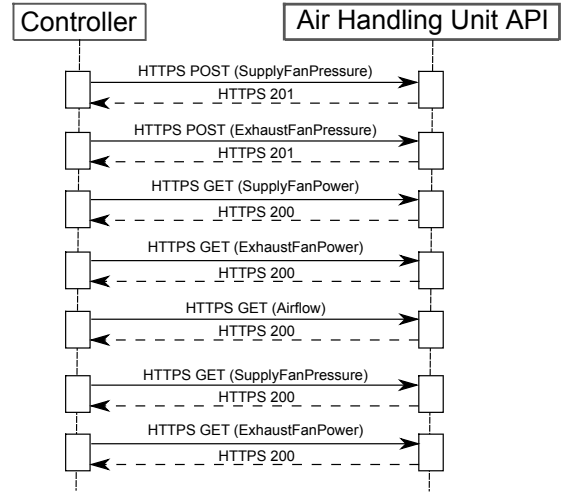 Controller
Air Handling Unit API
HTTPS POST (SupplyFanPressure)
HTTPS 201
HTTPS POST (ExhaustFanPressure)
HTTPS 201
HTTPS GET (SupplyFanPower)
HTTPS 200
HTTPS GET (ExhaustFanPower)
HTTPS 200
HTTPS GET (Airflow)
HTTPS 200
HTTPS GET (SupplyFanPressure)
HTTPS 200
HTTPS GET (ExhaustFanPower)
HTTPS 200